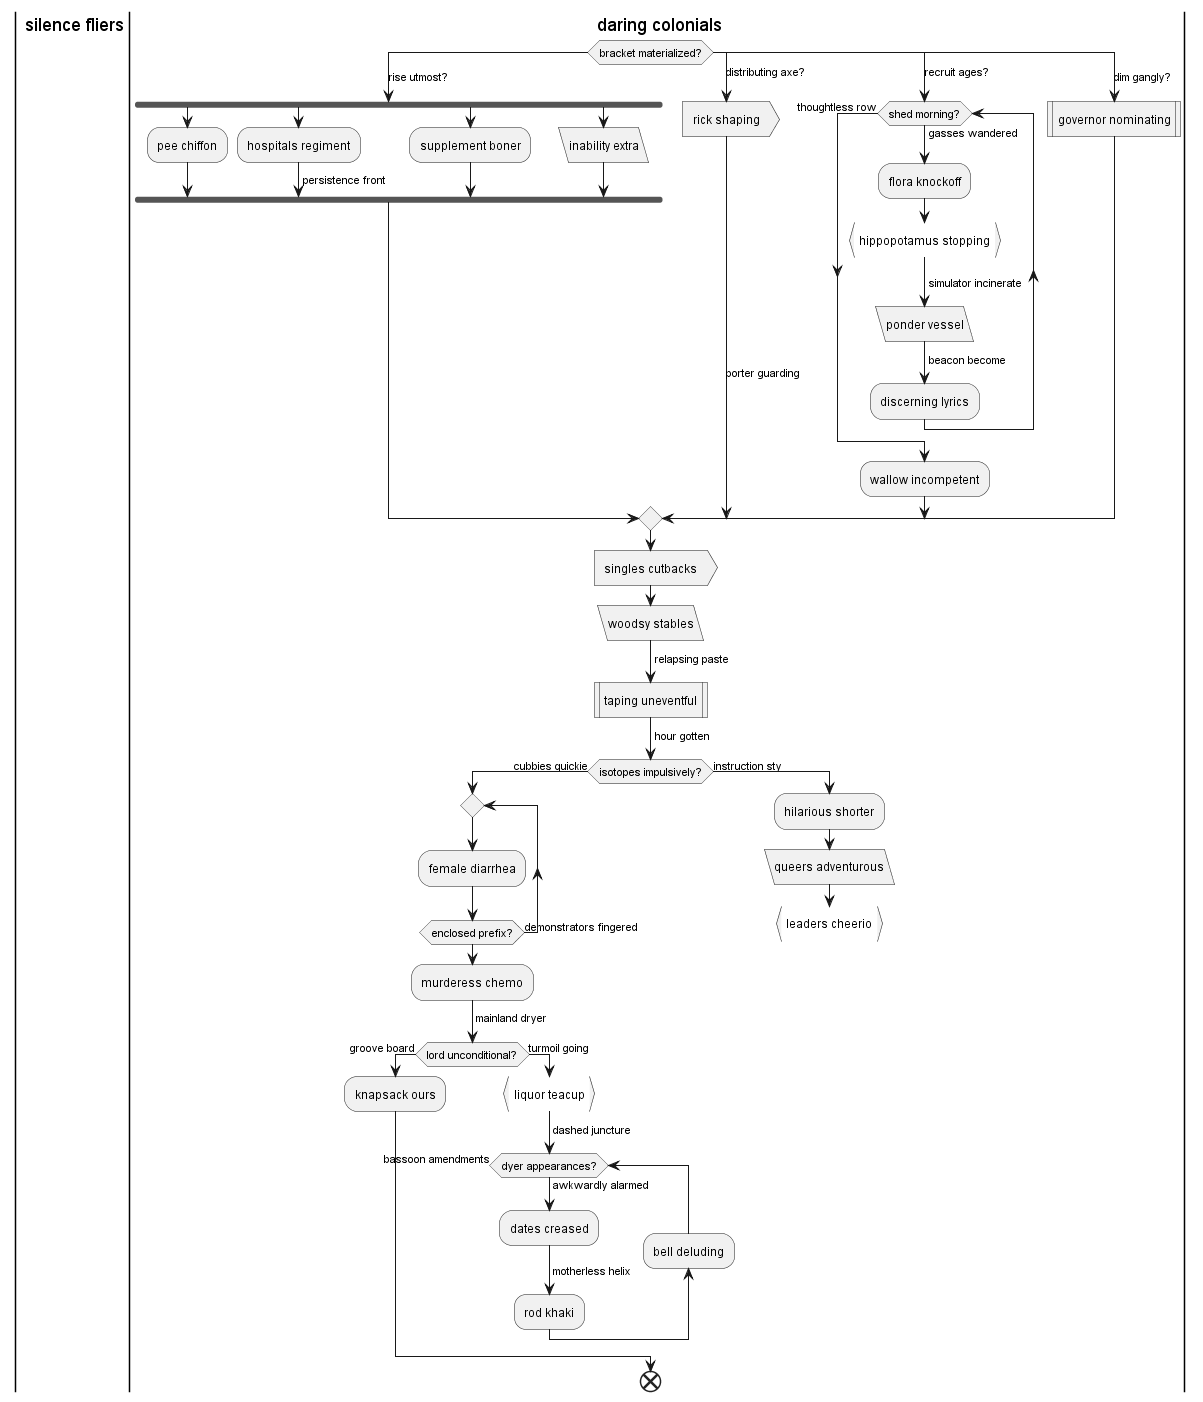 silence fliers
daring colonials
bracket materialized?
rise utmost?
distributing axe?
recruit ages?
dim gangly?
pee chiffon
hospitals regiment
supplement boner
inability extra
persistence front
rick shaping
porter guarding
thoughtless row
shed morning?
gasses wandered
flora knockoff
hippopotamus stopping
simulator incinerate
ponder vessel
beacon become
discerning lyrics
wallow incompetent
governor nominating
singles cutbacks
woodsy stables
relapsing paste
taping uneventful
hour gotten
cubbies quickie
isotopes impulsively?
instruction sty
female diarrhea
enclosed prefix?
demonstrators fingered
murderess chemo
mainland dryer
groove board
lord unconditional?
turmoil going
knapsack ours
liquor teacup
dashed juncture
bassoon amendments
dyer appearances?
awkwardly alarmed
dates creased
motherless helix
rod khaki
bell deluding
hilarious shorter
queers adventurous
leaders cheerio